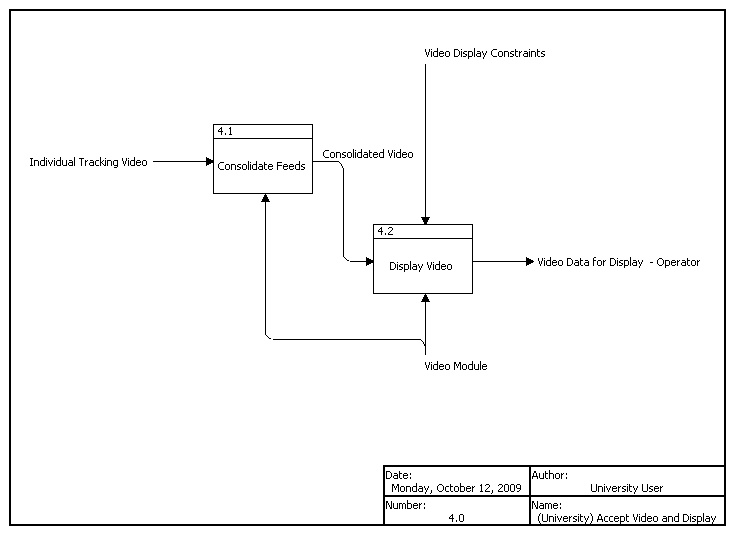 Video Display Constraints
4.1
Individual Tracking Video
Consolidate Feeds
Consolidated Video
4.2
Display Video
Video Data for Display - Operator
Video Module
Date:
Monday, October 12, 2009
Author:
University User
Number:
4.0
Name:
(University) Accept Video and Display